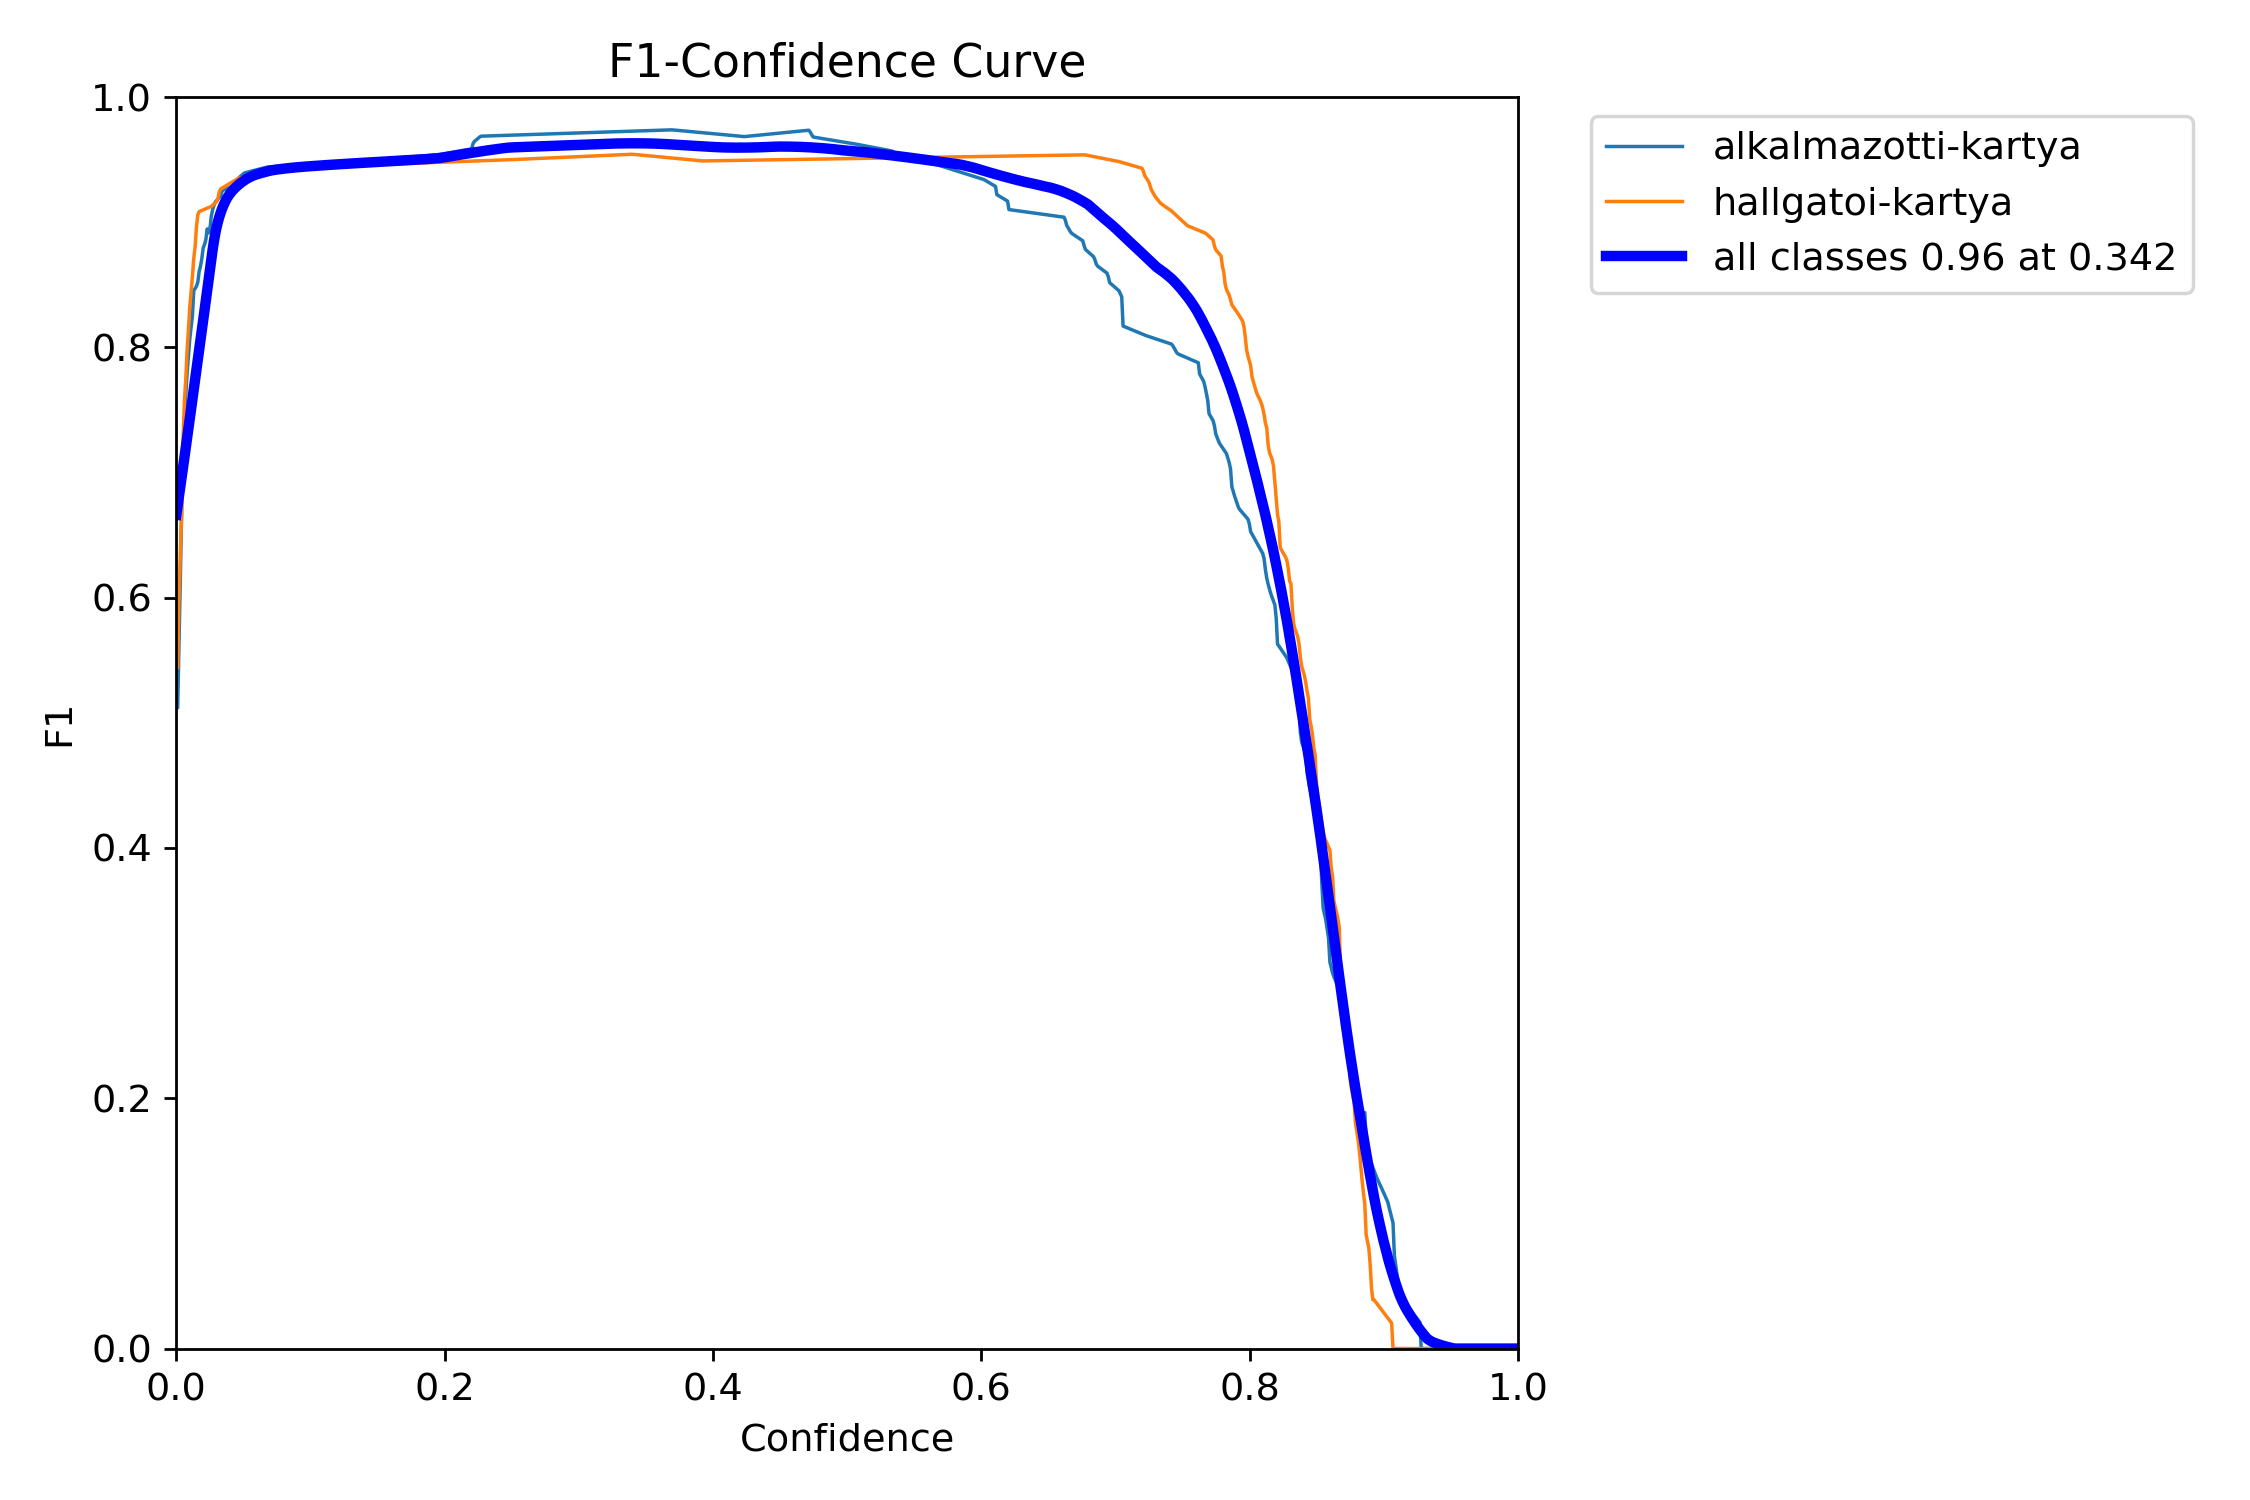 F1-Confidence Curve
1.0
0.8
0.6
0.4
0.2
0.0
F1
0.0 0.2 0.4 0.6 0.8 1.0
Confidence
alkalmazotti-kartya
hallgatoi-kartya
all classes 0.96 at 0.342